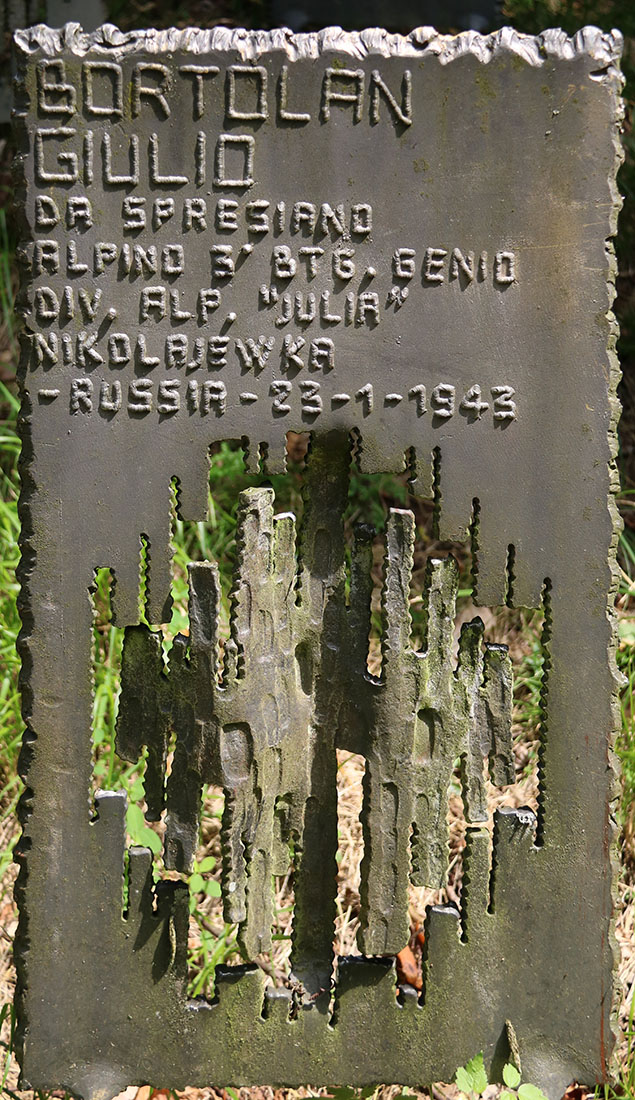 BORTOLAN
GIULIO
DA SPRESIANO
ALPINO 3' BTG. GENIO
DIV. ALP. "JULIA"
NIKOLAJEWKA
- RUSSIA - 23 - 1 - 1943